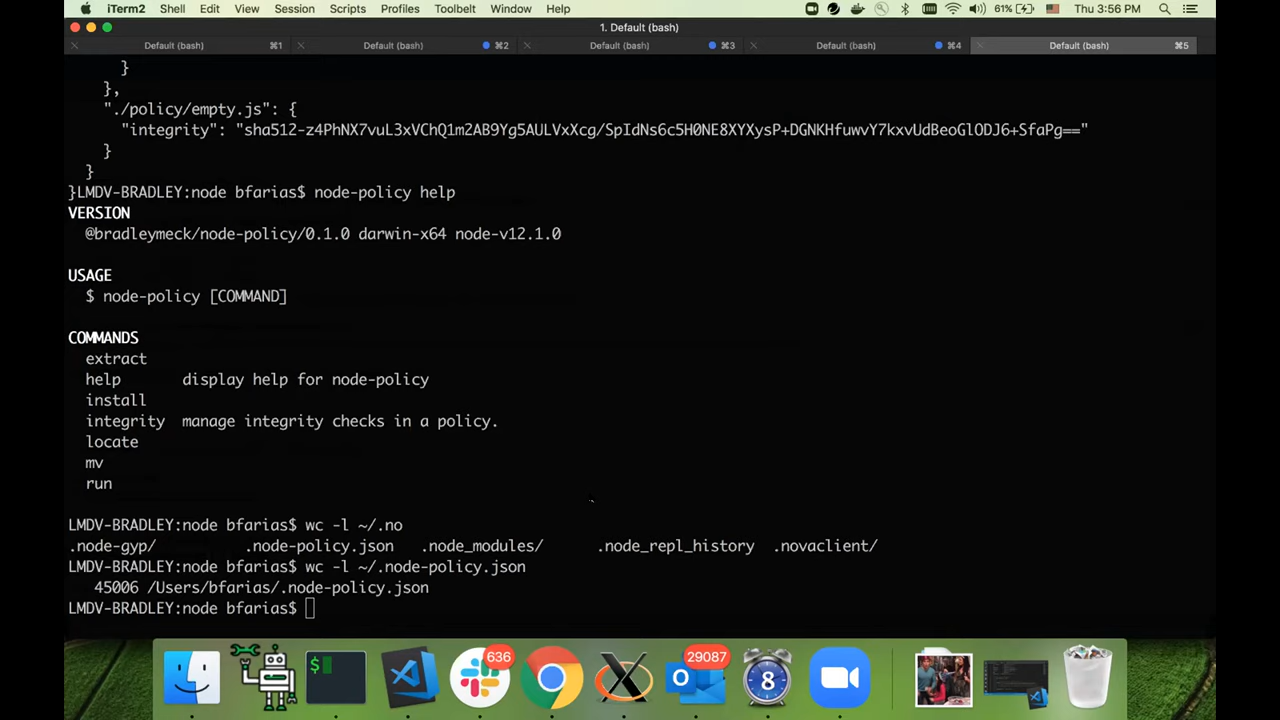 iTerm2 Shell Edit View Session Scripts Profiles Toolbelt Window Help 61% Thu 3:56 PM
1. Default (bash)
Default (bash) ⌘1 Default (bash) ⌘2 Default (bash) ⌘3 Default (bash) ⌘4 Default (bash) ⌘5
}
},
"./policy/empty.js": {
"integrity": "sha512-z4PhNX7vuL3xVChQ1m2AB9Yg5AULVxXcg/SpIdNs6c5H0NE8XYXysP+DGNKHfuwvY7kxvUdBeoGlODJ6+SfaPg=="
}
}
}LMDV-BRADLEY:node bfarias$ node-policy help
VERSION
@bradleymeck/node-policy/0.1.0 darwin-x64 node-v12.1.0
USAGE
$ node-policy [COMMAND]
COMMANDS
extract
help display help for node-policy
install
integrity manage integrity checks in a policy.
locate
mv
run
LMDV-BRADLEY:node bfarias$ wc -l ~/.no
.node-gyp/ .node-policy.json .node_modules/ .node_repl_history .novaclient/
LMDV-BRADLEY:node bfarias$ wc -l ~/.node-policy.json
45006 /Users/bfarias/.node-policy.json
LMDV-BRADLEY:node bfarias$
$ 636 29087 8